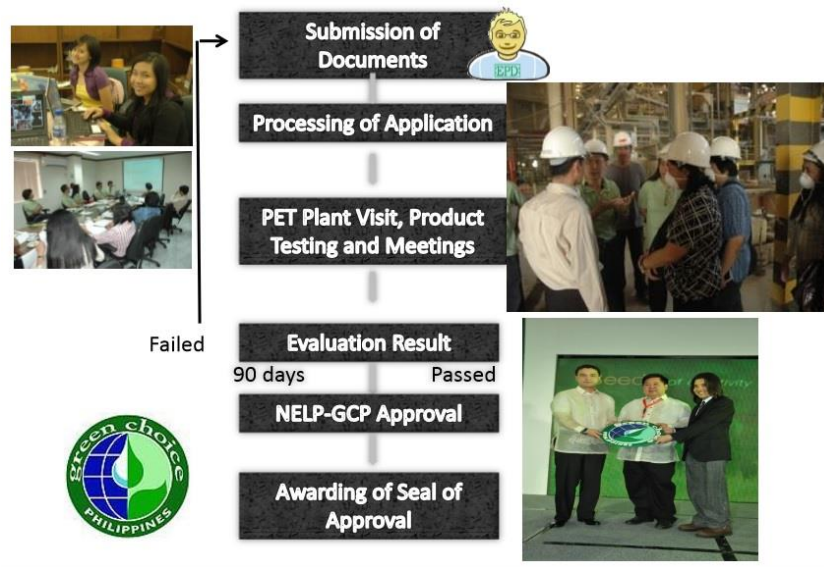 Submission of
Documents
EPD
Processing of Application
PET Plant Visit, Product
Testing and Meetings
Failed
Evaluation Result
90 days
Passed
NELP-GCP Approval
green choice
PHILIPPINES
Awarding of Seal of
Approval